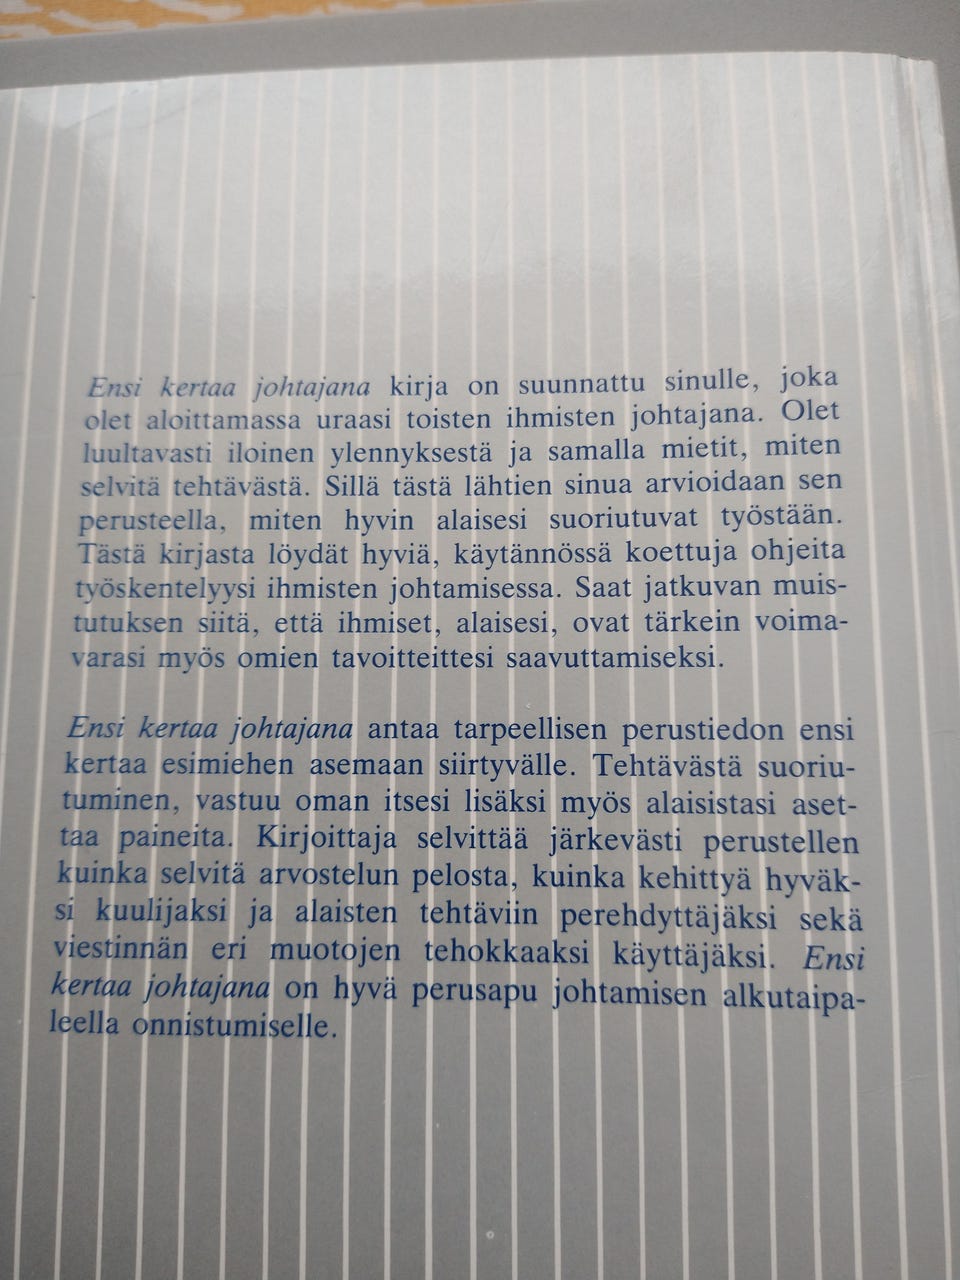 Ensi kertaa johtajana kirja on suunnattu sinulle, joka
olet aloittamassa uraasi toisten ihmisten johtajana. Olet
luultavasti iloinen ylennyksestä ja samalla mietit, miten
selvitä tehtävästä. Sillä tästä lähtien sinua arvioidaan sen
perusteella, miten hyvin alaisesi suoriutuvat työstään.
Tästä kirjasta löydät hyviä, käytännössä koettuja ohjeita
työskentelyysi ihmisten johtamisessa. Saat jatkuvan muis-
tutuksen siitä, että ihmiset, alaisesi, ovat tärkein voima-
varasi myös omien tavoitteittesi saavuttamiseksi.
Ensi kertaa johtajana antaa tarpeellisen perustiedon ensi
kertaa esimiehen asemaan siirtyvälle. Tehtävästä suoriu-
tuminen, vastuu oman itsesi lisäksi myös alaisistasi aset-
taa paineita. Kirjoittaja selvittää järkevästi perustellen
kuinka selvitä arvostelun pelosta, kuinka kehittyä hyväk-
si kuulijaksi ja alaisten tehtäviin perehdyttäjäksi sekä
viestinnän eri muotojen tehokkaaksi käyttäjäksi. Ensi
kertaa johtajana on hyvä perusapu johtamisen alkutaipa-
leella onnistumiselle.